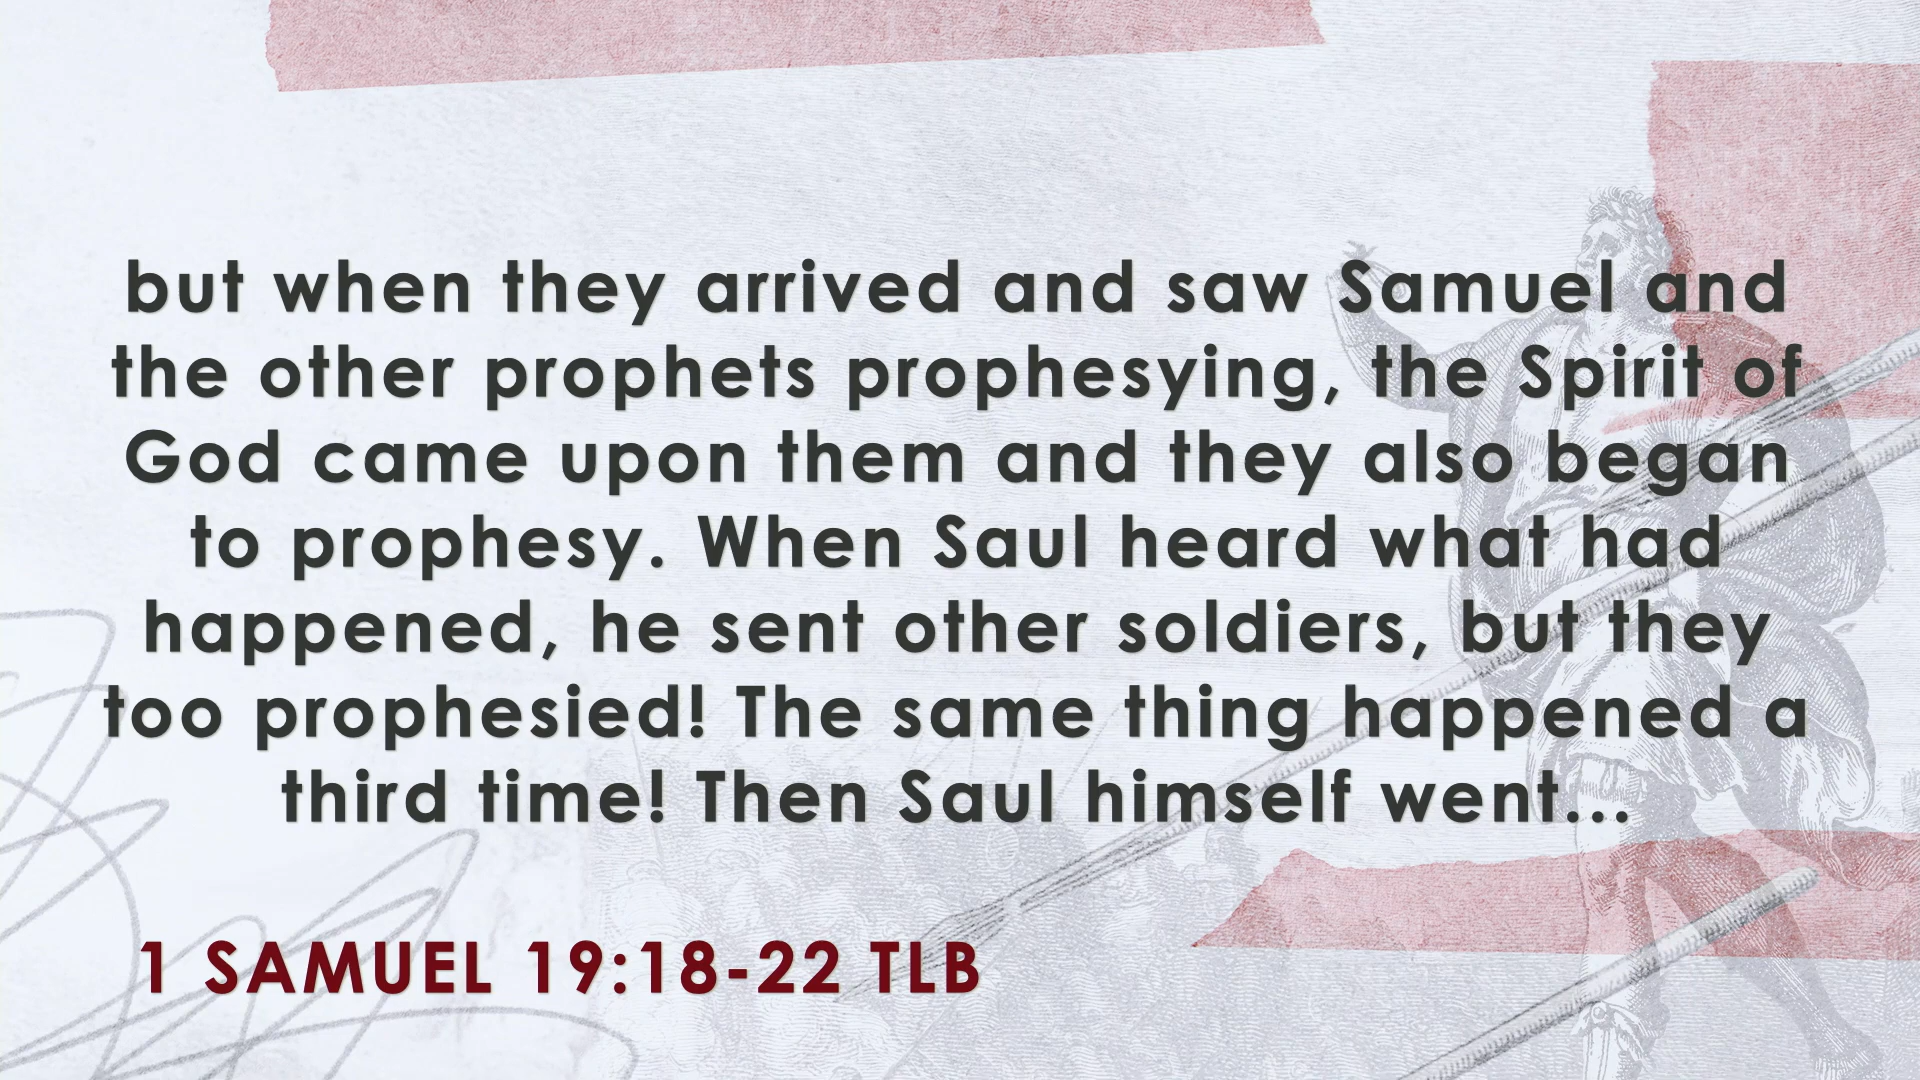 but when they arrived and saw Samuel and
the other prophets prophesying, the Spirit of
God came upon them and they also began
to prophesy. When Saul heard what had
happened, he sent other soldiers, but they
too prophesied! The same thing happened a
third time! Then Saul himself went...
1 SAMUEL 19:18-22 TLB